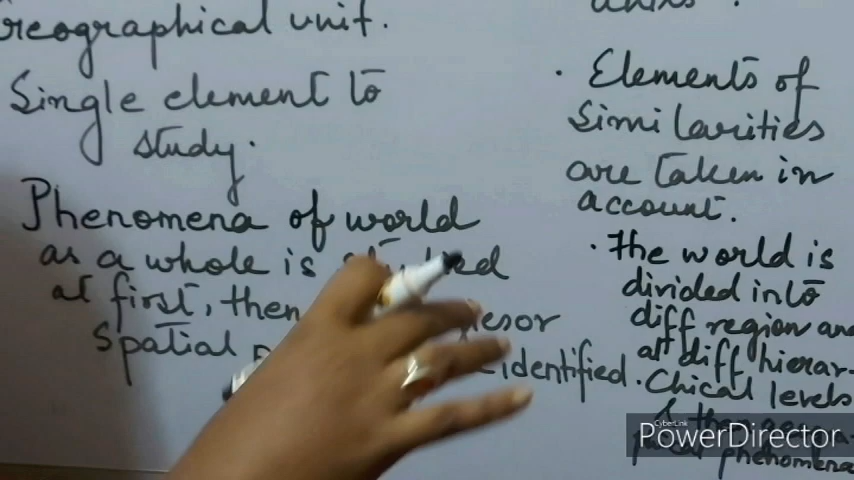 reographical unit.
Single element to
study.
Phenomena of world
as a whole is
at first, then
Spatial
identified.
units.
· Elements of
Similarities
are taken in
account.
· The world is
divided into
diff region and
at diff hierar-
Chical levels
phenomena
CyberLink
PowerDirector